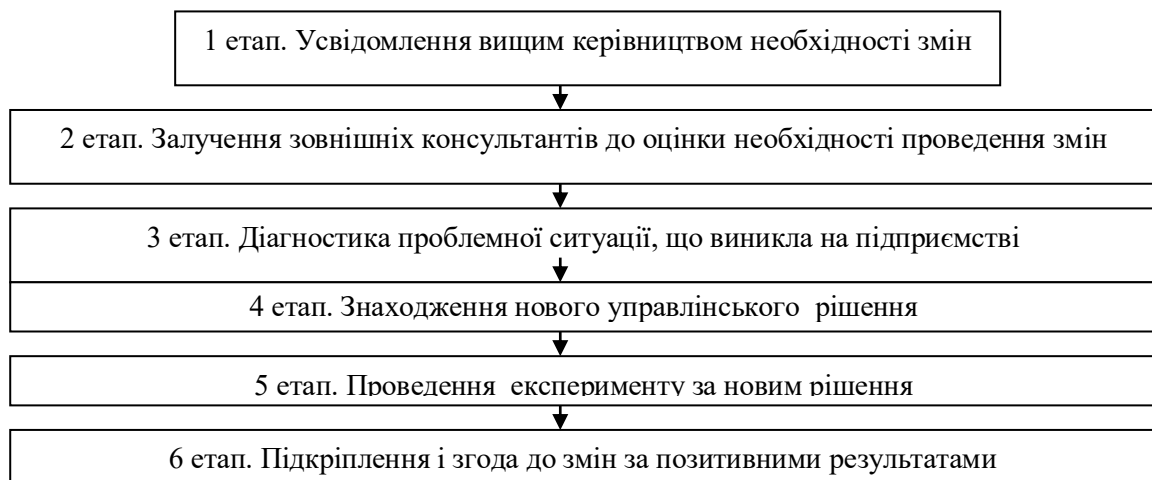 1 етап. Усвідомлення вищим керівництвом необхідності змін
2 етап. Залучення зовнішніх консультантів до оцінки необхідності проведення змін
3 етап. Діагностика проблемної ситуації, що виникла на підприємстві
4 етап. Знаходження нового управлінського рішення
5 етап. Проведення експерименту за новим рішення
6 етап. Підкріплення і згода до змін за позитивними результатами